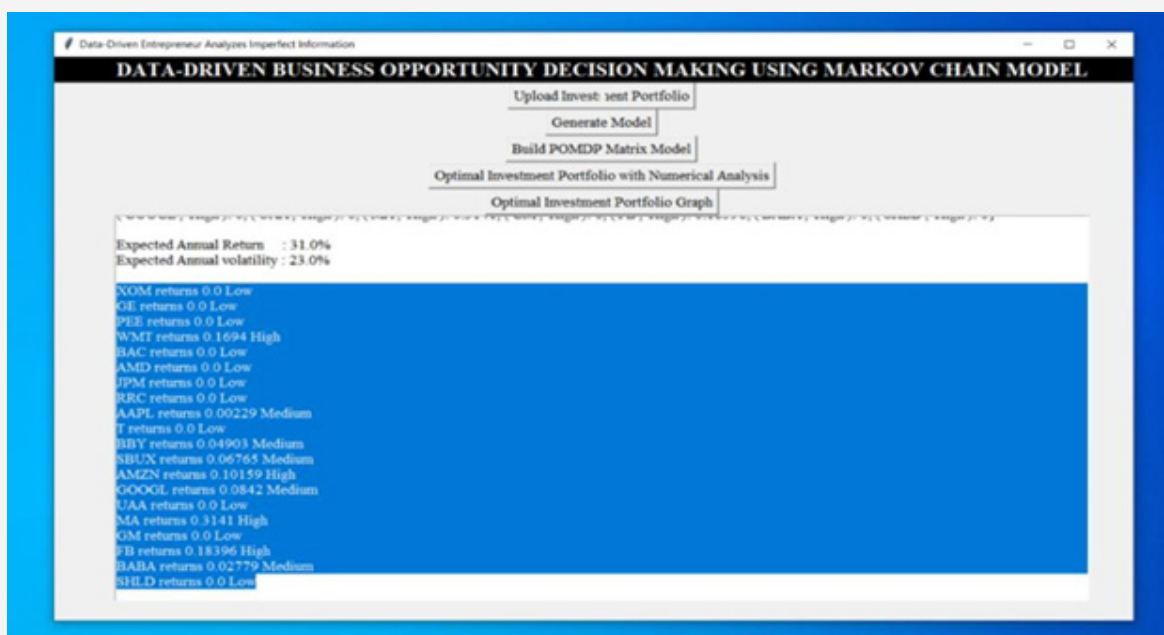 Data-Driven Entrepreneur Analyzes Imperfect Information
DATA-DRIVEN BUSINESS OPPORTUNITY DECISION MAKING USING MARKOV CHAIN MODEL
Upload Investment Portfolio
Generate Model
Build POMDP Matrix Model
Optimal Investment Portfolio with Numerical Analysis
Optimal Investment Portfolio Graph
Expected Annual Return : 31.0%
Expected Annual volatility : 23.0%
XOM returns 0.0 Low
GE returns 0.0 Low
PEE returns 0.0 Low
WMT returns 0.1694 High
BAC returns 0.0 Low
AMD returns 0.0 Low
JPM returns 0.0 Low
RRC returns 0.0 Low
AAPL returns 0.00229 Medium
T returns 0.0 Low
BBY returns 0.04903 Medium
SBUX returns 0.06765 Medium
AMZN returns 0.10159 High
GOOGL returns 0.0842 Medium
UAA returns 0.0 Low
MA returns 0.3141 High
GM returns 0.0 Low
FB returns 0.18396 High
BABA returns 0.02779 Medium
SHLD returns 0.0 Low